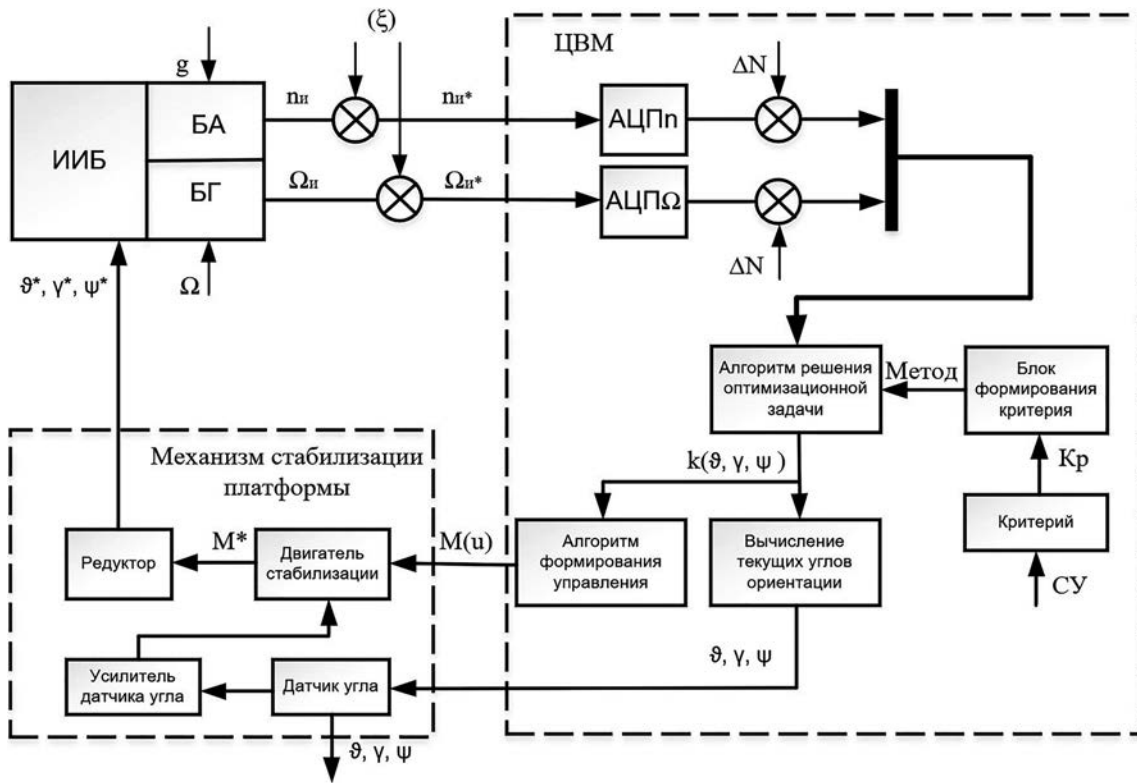 (ξ)
ЦВМ
g
ΔN
nи
nи*
БА
АЦПn
ИИБ
БГ
Ωи
Ωи*
АЦПΩ
ϑ*, γ*, ψ*
Ω
ΔN
Алгоритм решения
оптимизационной
задачи
Метод
Блок
формирования
критерия
Механизм стабилизации
платформы
k(ϑ, γ, ψ )
Кр
Редуктор
M*
Двигатель
стабилизации
M(u)
Алгоритм
формирования
управления
Вычисление
текущих углов
ориентации
Критерий
СУ
Усилитель
датчика угла
Датчик угла
ϑ, γ, ψ
ϑ, γ, ψ